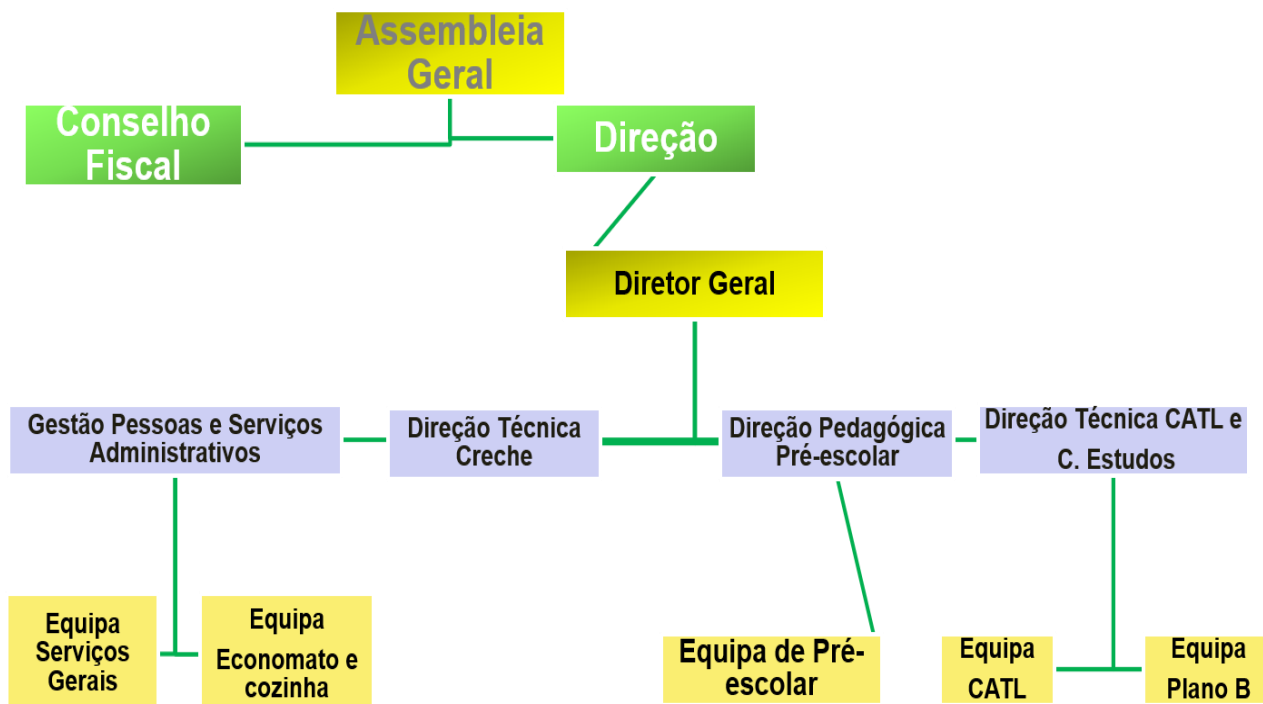 Assembleia
Geral
Conselho
Fiscal
Direção
Diretor Geral
Gestão Pessoas e Serviços
Administrativos
Direção Técnica
Creche
Direção Pedagógica
Pré-escolar
Direção Técnica CATL e
C. Estudos
Equipa
Serviços
Gerais
Equipa
Economato e
cozinha
Equipa de Pré-
escolar
Equipa
CATL
Equipa
Plano B